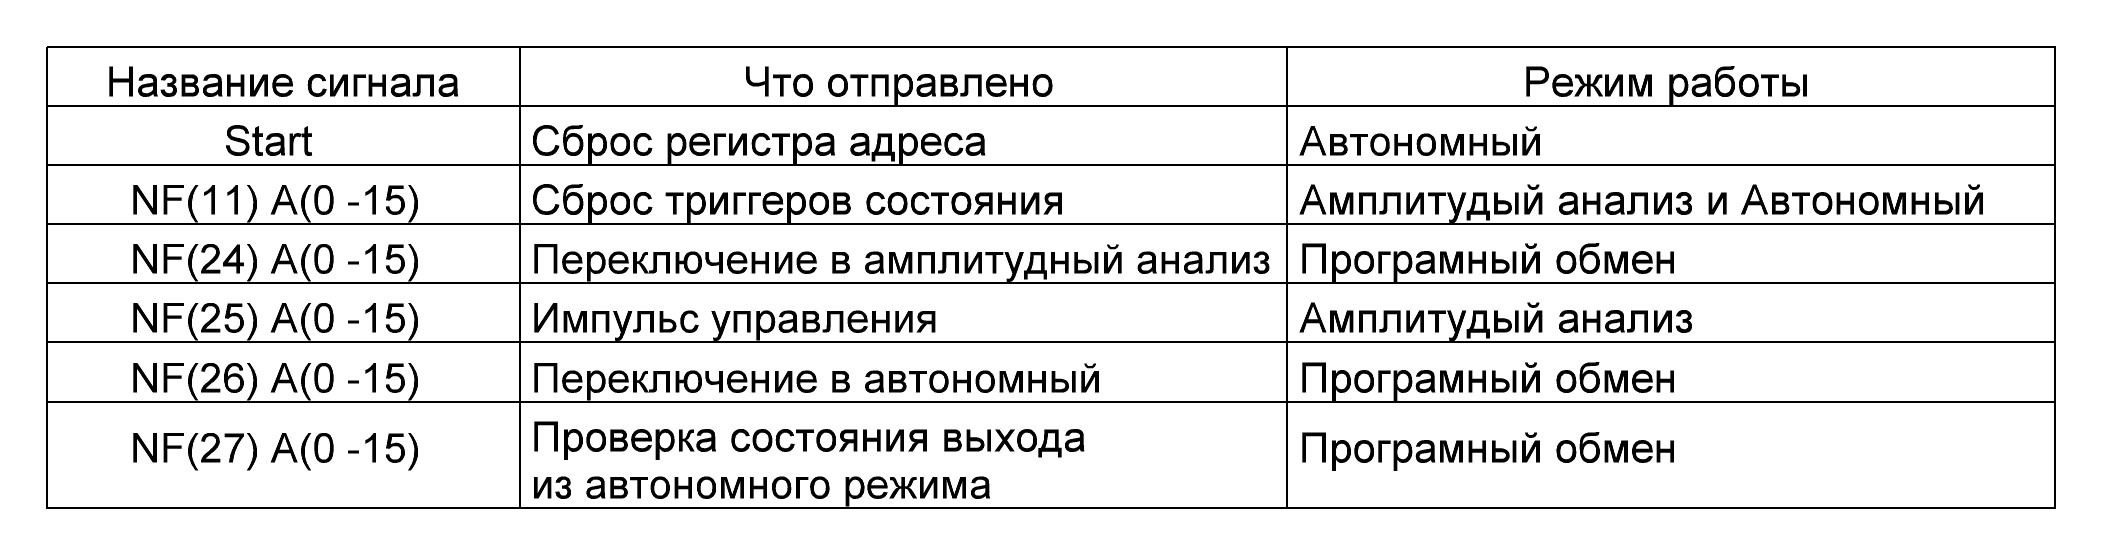 Название сигнала Что отправлено Режим работы
Start Сброс регистра адреса Автономный
NF(11) A(0 -15) Сброс триггеров состояния Амплитудый анализ и Автономный
NF(24) A(0 -15) Переключение в амплитудный анализ Програмный обмен
NF(25) A(0 -15) Импульс управления Амплитудый анализ
NF(26) A(0 -15) Переключение в автономный Програмный обмен
NF(27) A(0 -15) Проверка состояния выхода
из автономного режима Програмный обмен